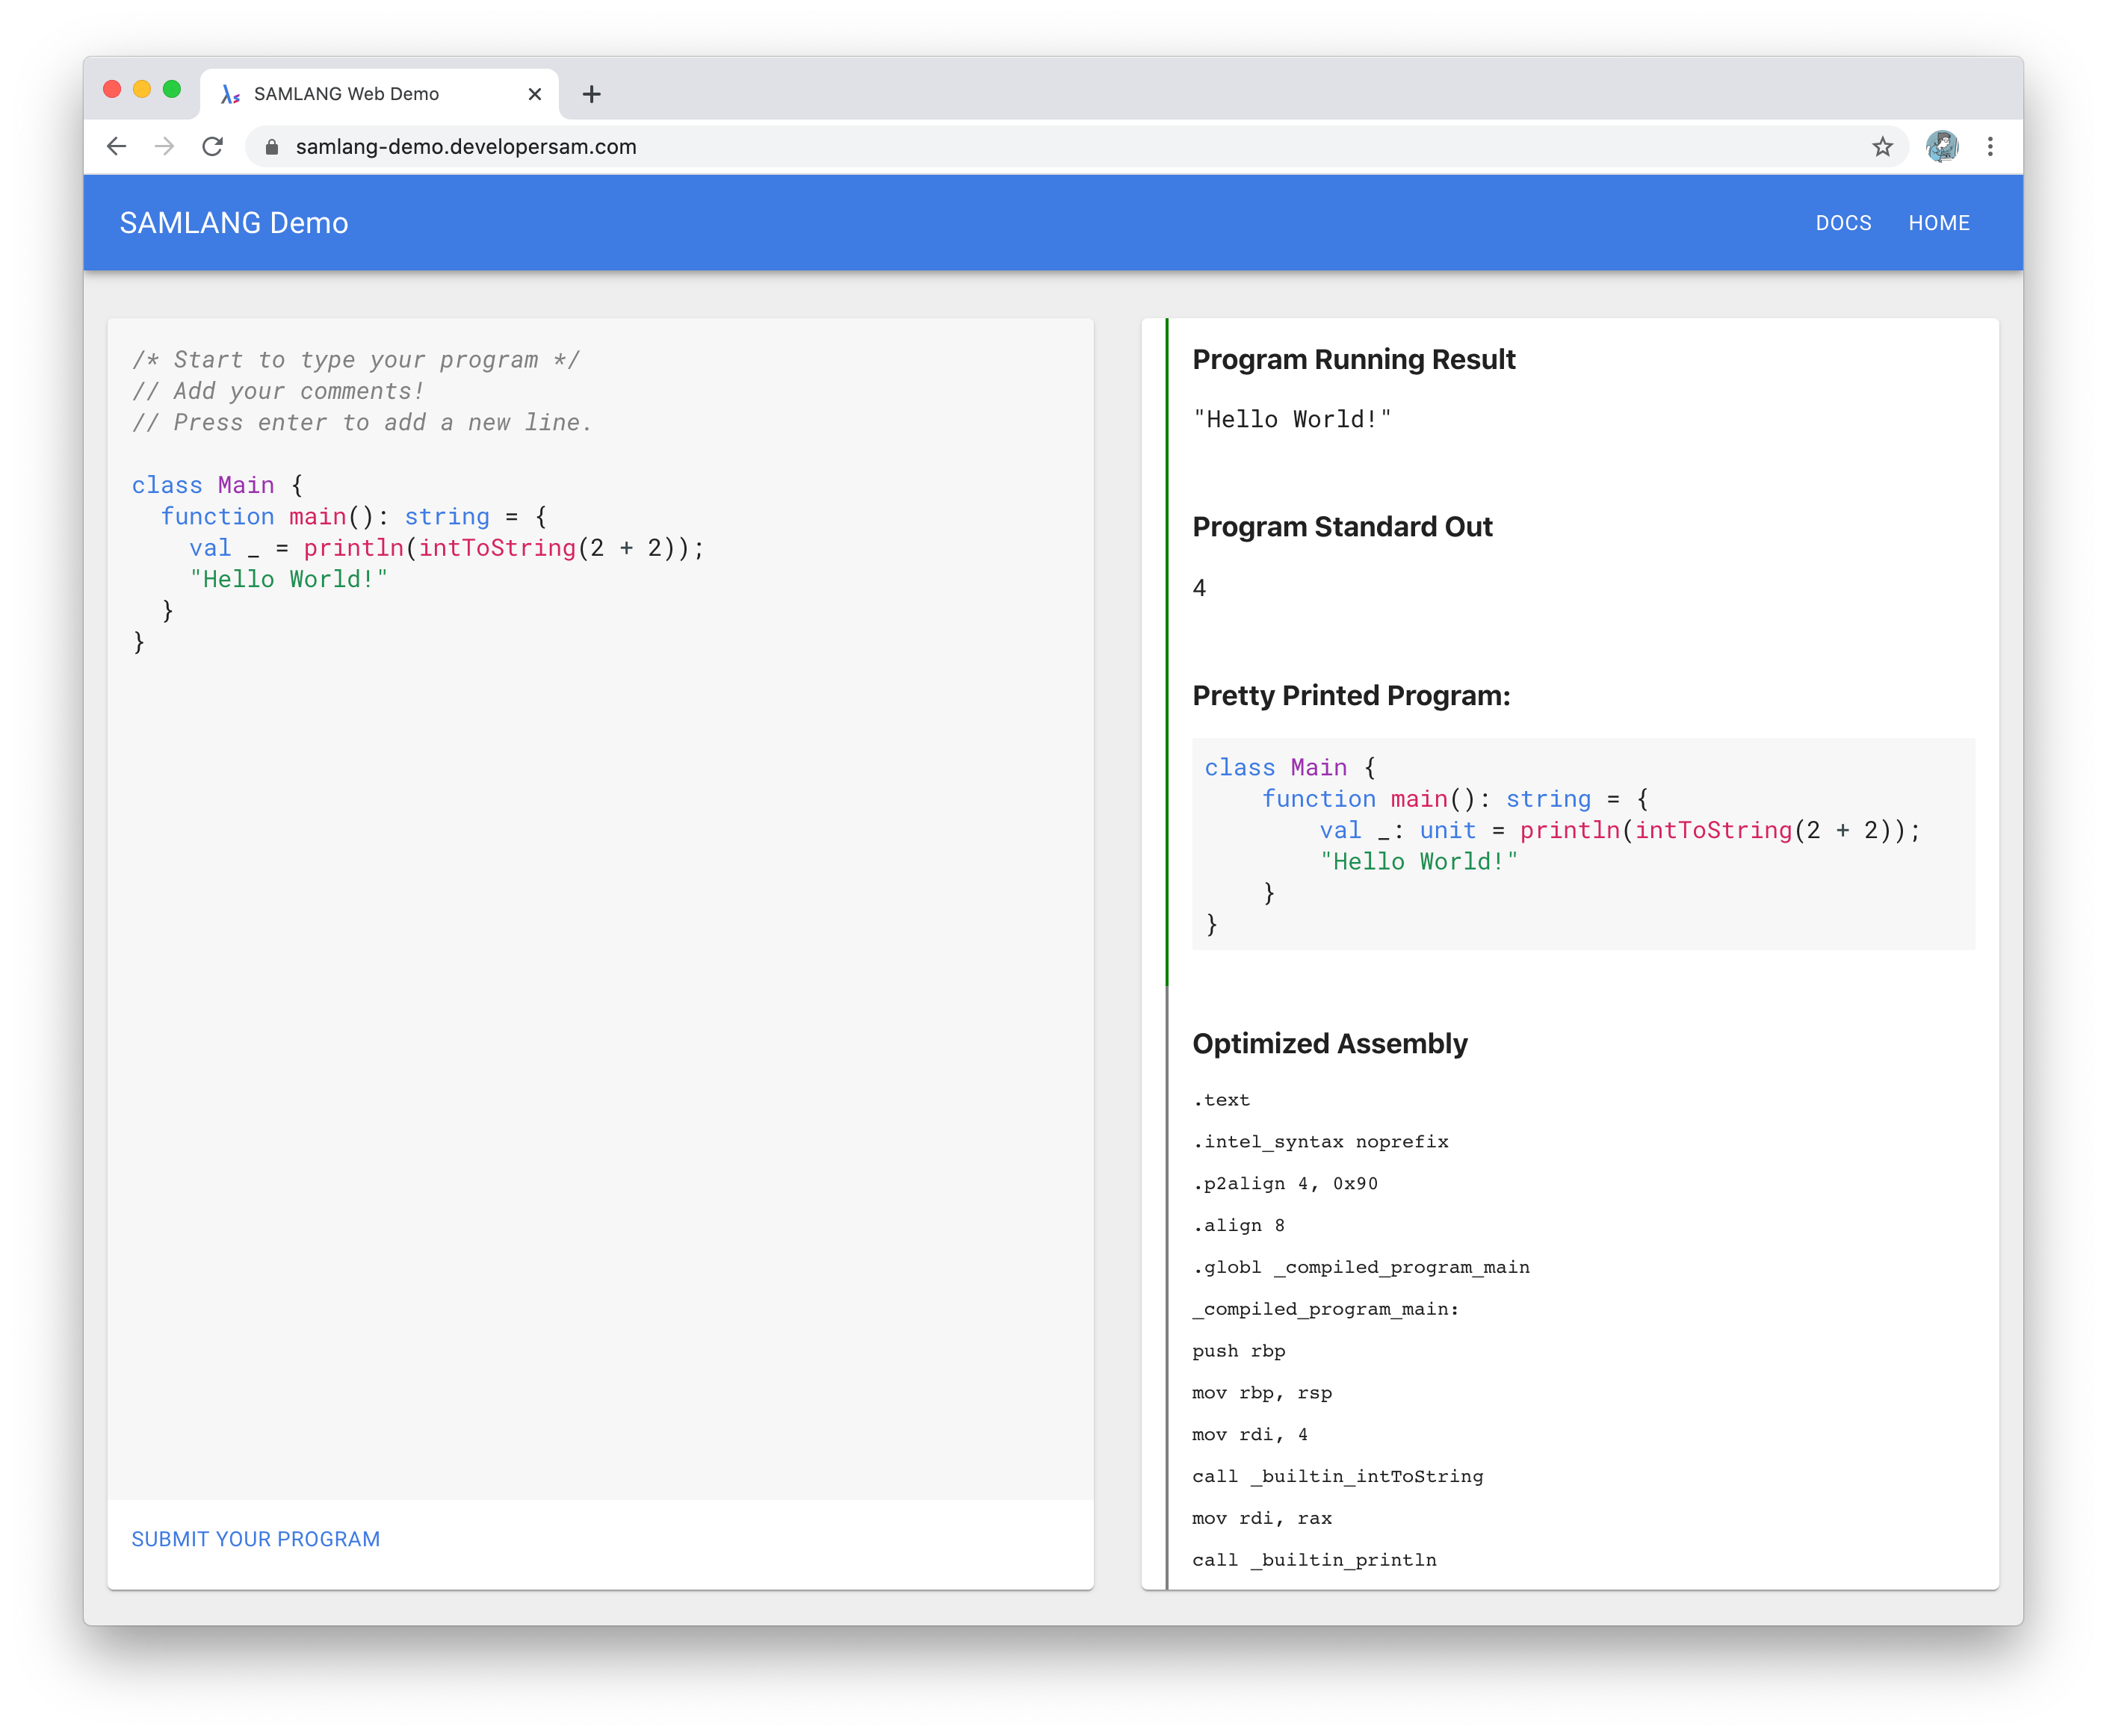 SAMLANG Web Demo
samlang-demo.developersam.com
SAMLANG Demo
DOCS HOME
/* Start to type your program */
// Add your comments!
// Press enter to add a new line.
class Main {
  function main(): string = {
    val _ = println(intToString(2 + 2));
    "Hello World!"
  }
}
SUBMIT YOUR PROGRAM
Program Running Result
"Hello World!"
Program Standard Out
4
Pretty Printed Program:
class Main {
    function main(): string = {
        val _: unit = println(intToString(2 + 2));
        "Hello World!"
    }
}
Optimized Assembly
.text
.intel_syntax noprefix
.p2align 4, 0x90
.align 8
.globl _compiled_program_main
_compiled_program_main:
push rbp
mov rbp, rsp
mov rdi, 4
call _builtin_intToString
mov rdi, rax
call _builtin_println